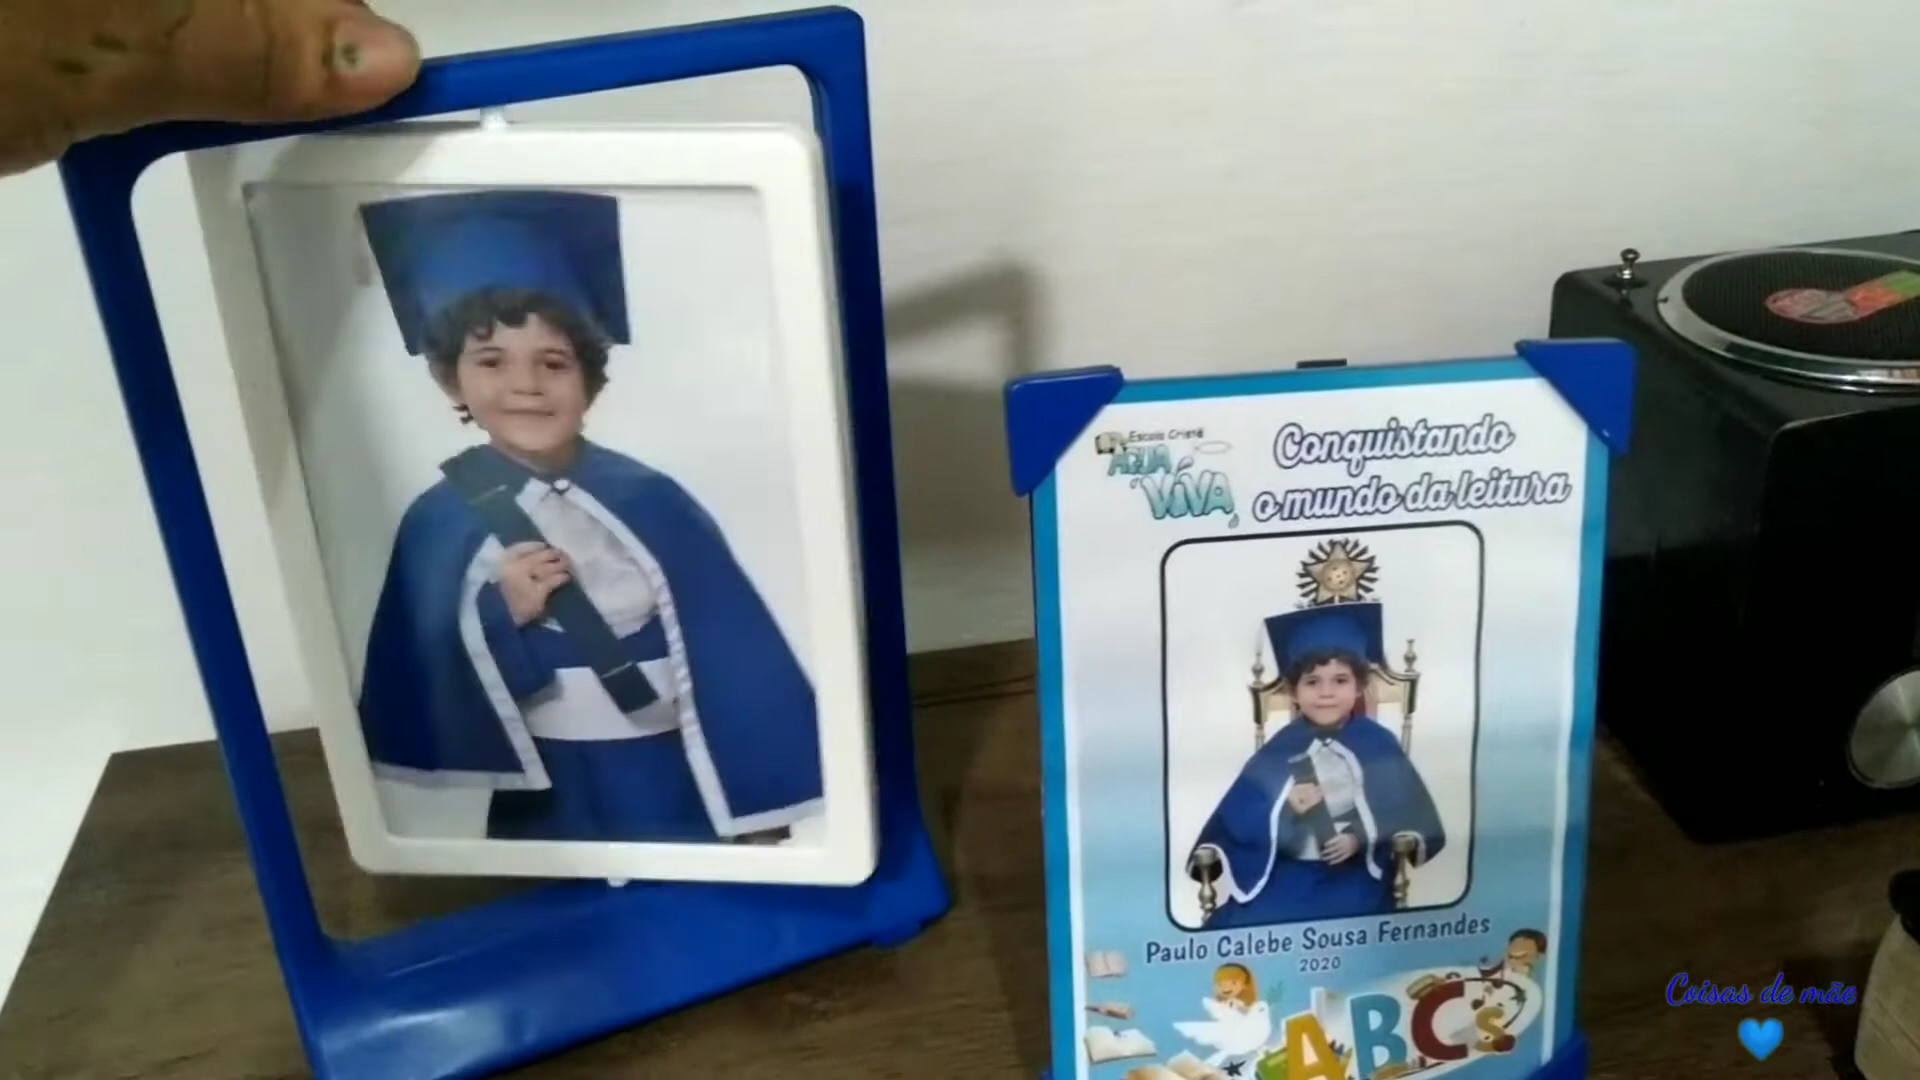 Escola Cristã
ÁGUA
VIVA
Conquistando
o mundo da leitura
Paulo Calebe Sousa Fernandes
2020
ABCs
Coisas de mãe